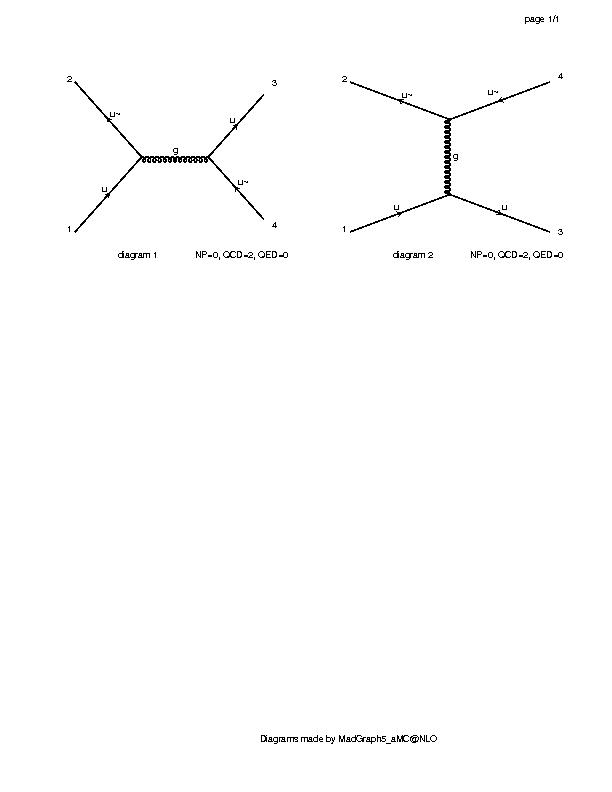 page 1/1
2
3
u~
u
g
u
u~
1
4
diagram 1 NP=0, QCD=2, QED=0
2
4
u~
u~
g
u
u
1
3
diagram 2 NP=0, QCD=2, QED=0
Diagrams made by MadGraph5_aMC@NLO